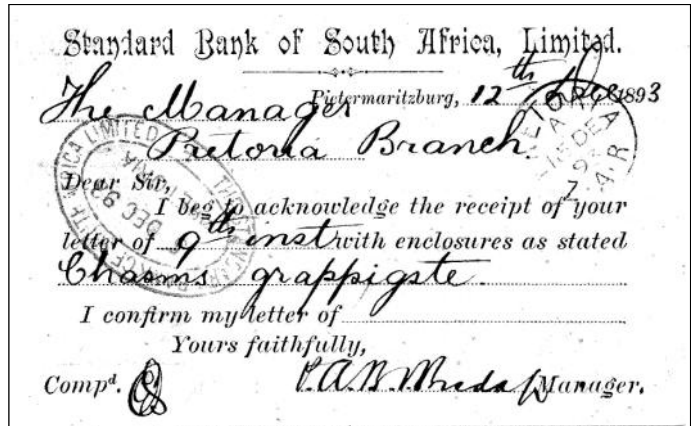 Standard Bank of South Africa, Limited.
Pietermaritzburg, 12th Dec 1893
The Manager
Pretoria Branch.
Dear Sir,
I beg to acknowledge the receipt of your
letter of 9th inst with enclosures as stated
Chasms grappigste.
I confirm my letter of
Yours faithfully,
Compd. Manager.